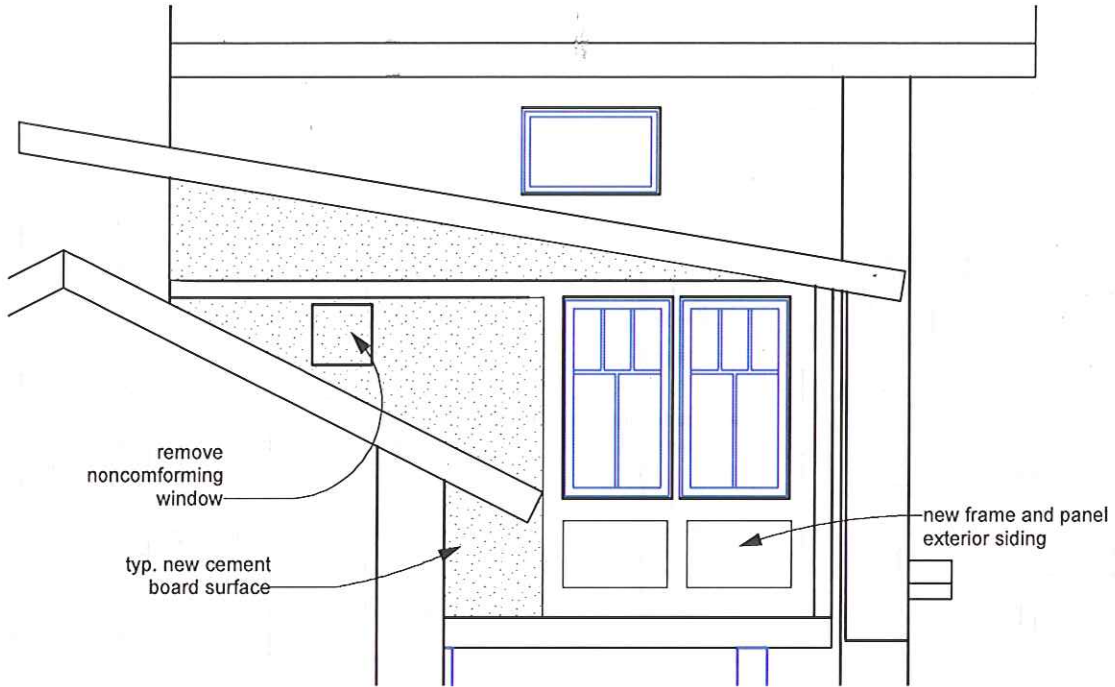 remove
noncomforming
window
typ. new cement
board surface
new frame and panel
exterior siding